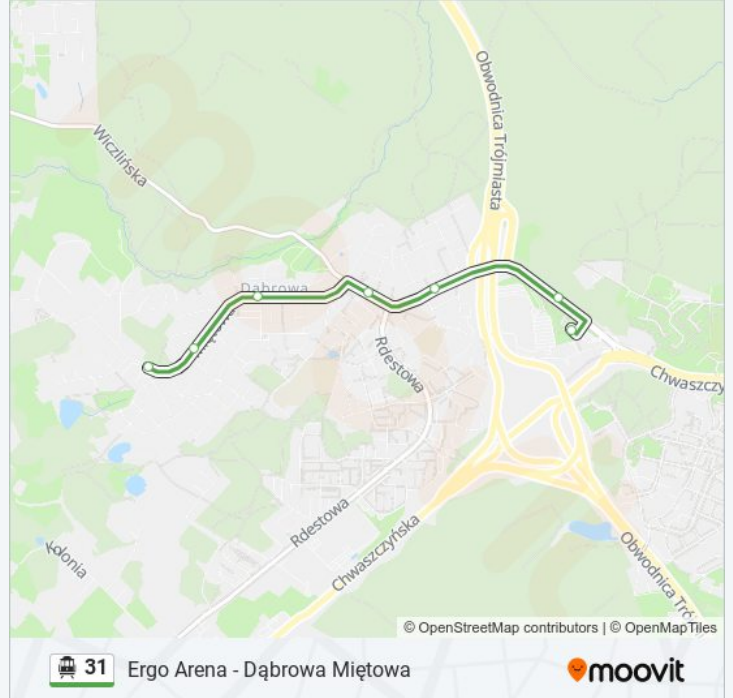 Obwodnica Trójmiasta
Wiczlińska
Dąbrowa
Rdestowa
Chwaszczy
Rdestowa
Chwaszczyńska
Kolonia
Obwodnica Tró
© OpenStreetMap contributors | © OpenMapTiles
31 Ergo Arena - Dąbrowa Miętowa
moovit